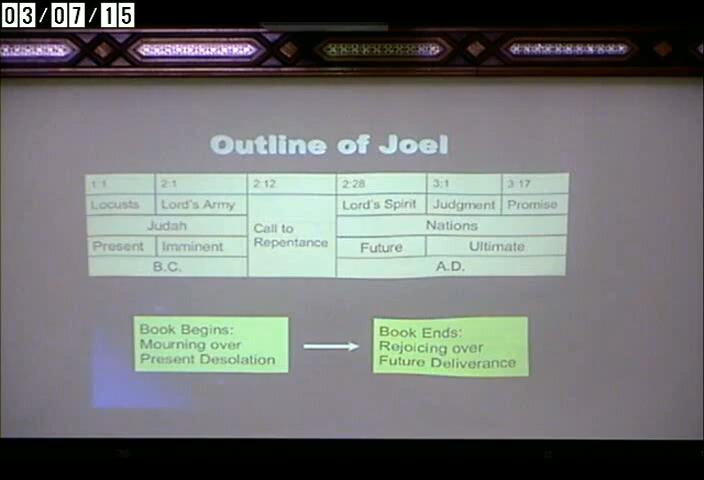 03/07/15
Outline of Joel
1:1 2:1 2:12 2:28 3:1 3:17
Locusts Lord's Army Call to Repentance Lord's Spirit Judgment Promise
Judah Nations
Present Imminent Future Ultimate
B.C. A.D.
Book Begins:
Mourning over
Present Desolation
Book Ends:
Rejoicing over
Future Deliverance